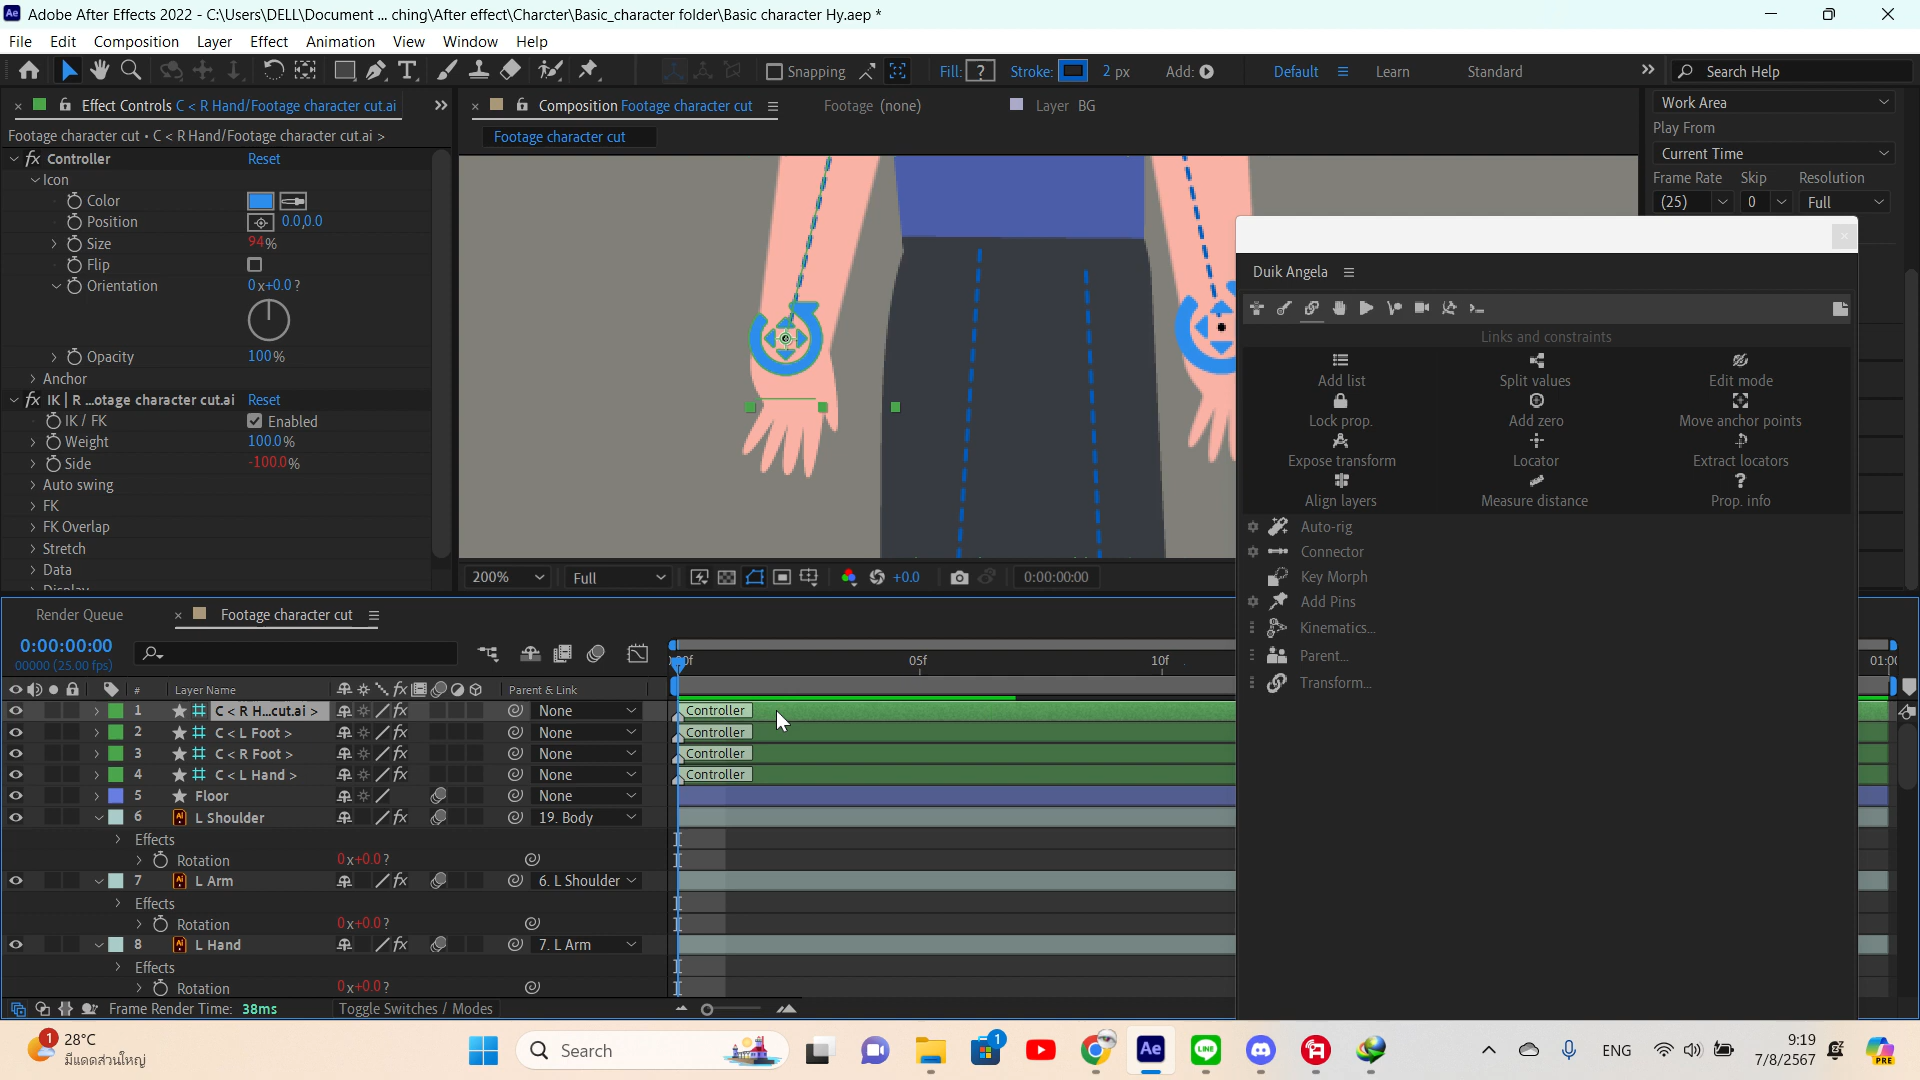 Adobe After Effects 2022 - C:\Users\DELL\Document ... ching\After effect\Charcter\Basic_character folder\Basic character Hy.aep *
File Edit Composition Layer Effect Animation View Window Help
Snapping Fill: ? Stroke: 2 px Add: Default Learn Standard Search Help
Effect Controls C < R Hand/Footage character cut.ai
Composition Footage character cut Footage (none) Layer BG
Footage character cut • C < R Hand/Footage character cut.ai >
Footage character cut
fx Controller Reset
Icon
Color
Position 0.0,0.0
Size 94%
Flip
Orientation 0x+0.0?
Opacity 100%
Anchor
fx IK | R ...otage character cut.ai Reset
IK / FK Enabled
Weight 100.0%
Side -100.0%
Auto swing
FK
FK Overlap
Stretch
Data
Display
200% Full +0.0 0:00:00:00
Work Area
Play From
Current Time
Frame Rate Skip Resolution
(25) 0 Full
Duik Angela
Links and constraints
Add list Split values Edit mode
Lock prop. Add zero Move anchor points
Expose transform Locator Extract locators
Align layers Measure distance Prop. info
Auto-rig
Connector
Key Morph
Add Pins
Kinematics...
Parent...
Transform...
Render Queue Footage character cut
0:00:00:00
00000 (25.00 fps)
05f 10f 01:0
# Layer Name Parent & Link
1 C < R H...cut.ai > None Controller
2 C < L Foot > None Controller
3 C < R Foot > None Controller
4 C < L Hand > None Controller
5 Floor None
6 L Shoulder 19. Body
Effects
Rotation 0x+0.0?
7 L Arm 6. L Shoulder
Effects
Rotation 0x+0.0?
8 L Hand 7. L Arm
Effects
Rotation 0x+0.0?
Frame Render Time: 38ms Toggle Switches / Modes
1 28°C
มีแดดส่วนใหญ่
Search 1 Ae LINE ENG 9:19
7/8/2567 PRE